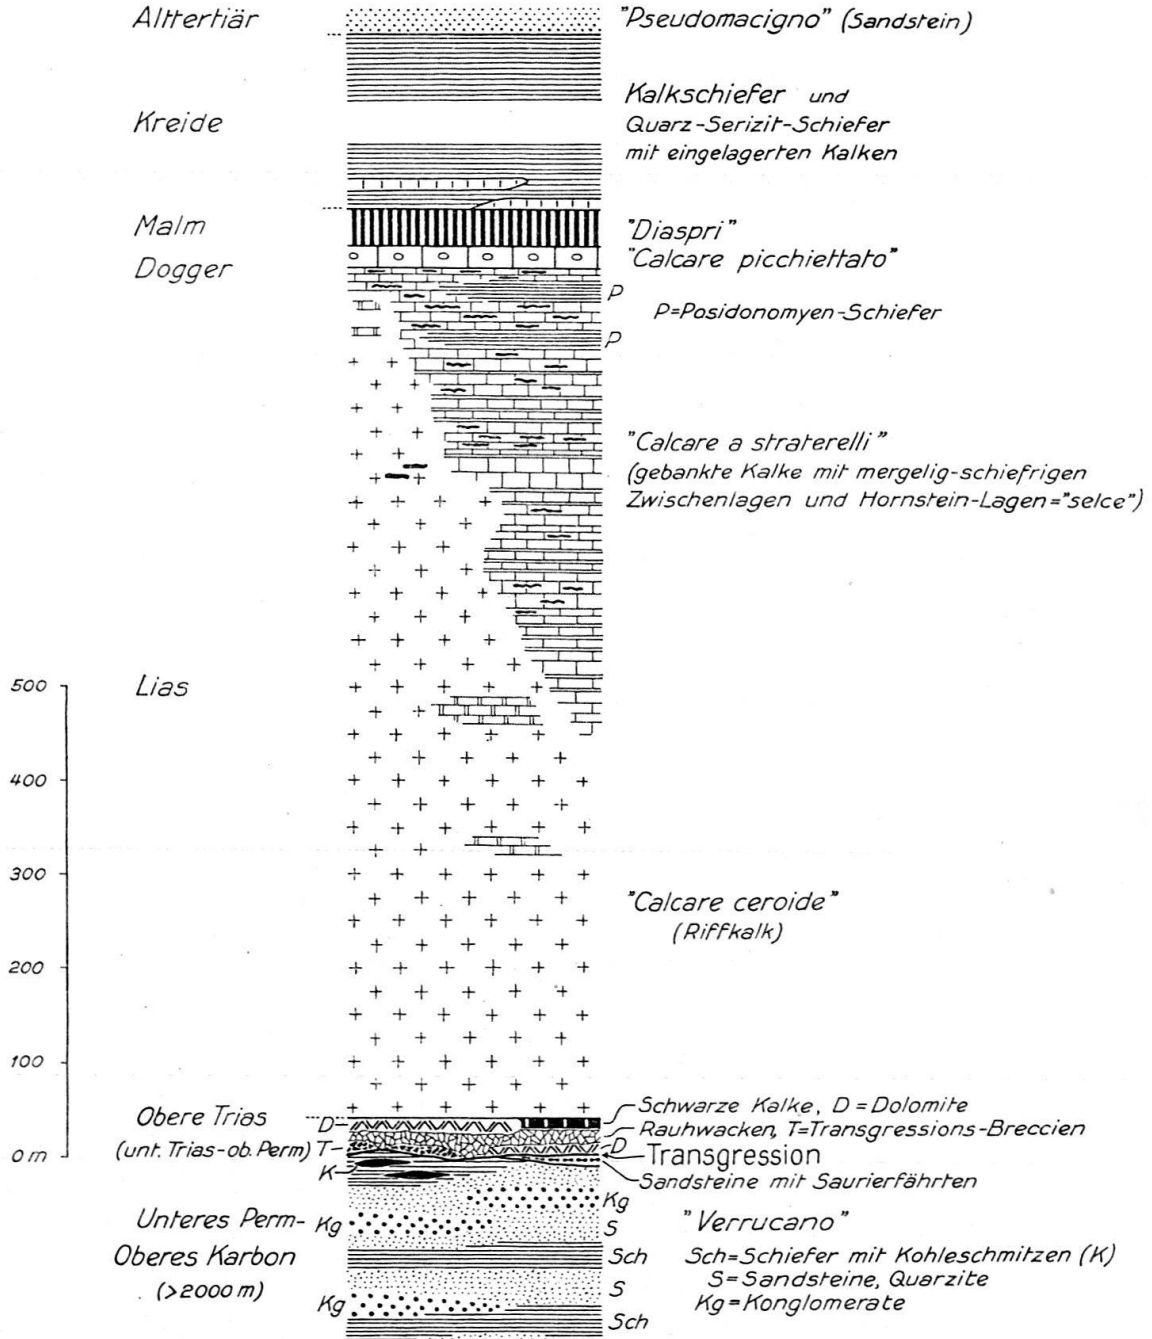 Alttertiär
"Pseudomacigno" (Sandstein)
Kalkschiefer und
Kreide
Quarz-Serizit-Schiefer
mit eingelagerten Kalken
Malm
"Diaspri"
"Calcare picchiettato"
Dogger
P
P=Posidonomyen-Schiefer
P
"Calcare a straterelli"
(gebankte Kalke mit mergelig-schiefrigen
Zwischenlagen und Hornstein-Lagen="selce")
500
Lias
400
300
"Calcare ceroide"
(Riffkalk)
200
100
Obere Trias
D
Schwarze Kalke, D=Dolomite
Rauhwacken, T=Transgressions-Breccien
(unt. Trias-ob. Perm)
T
D
0 m
Transgression
K
Sandsteine mit Saurierfährten
Kg
Unteres Perm-
Kg
S
"Verrucano"
Oberes Karbon
Sch
Sch=Schiefer mit Kohleschmitzen (K)
(>2000 m)
S
S=Sandsteine, Quarzite
Kg
Kg=Konglomerate
Sch